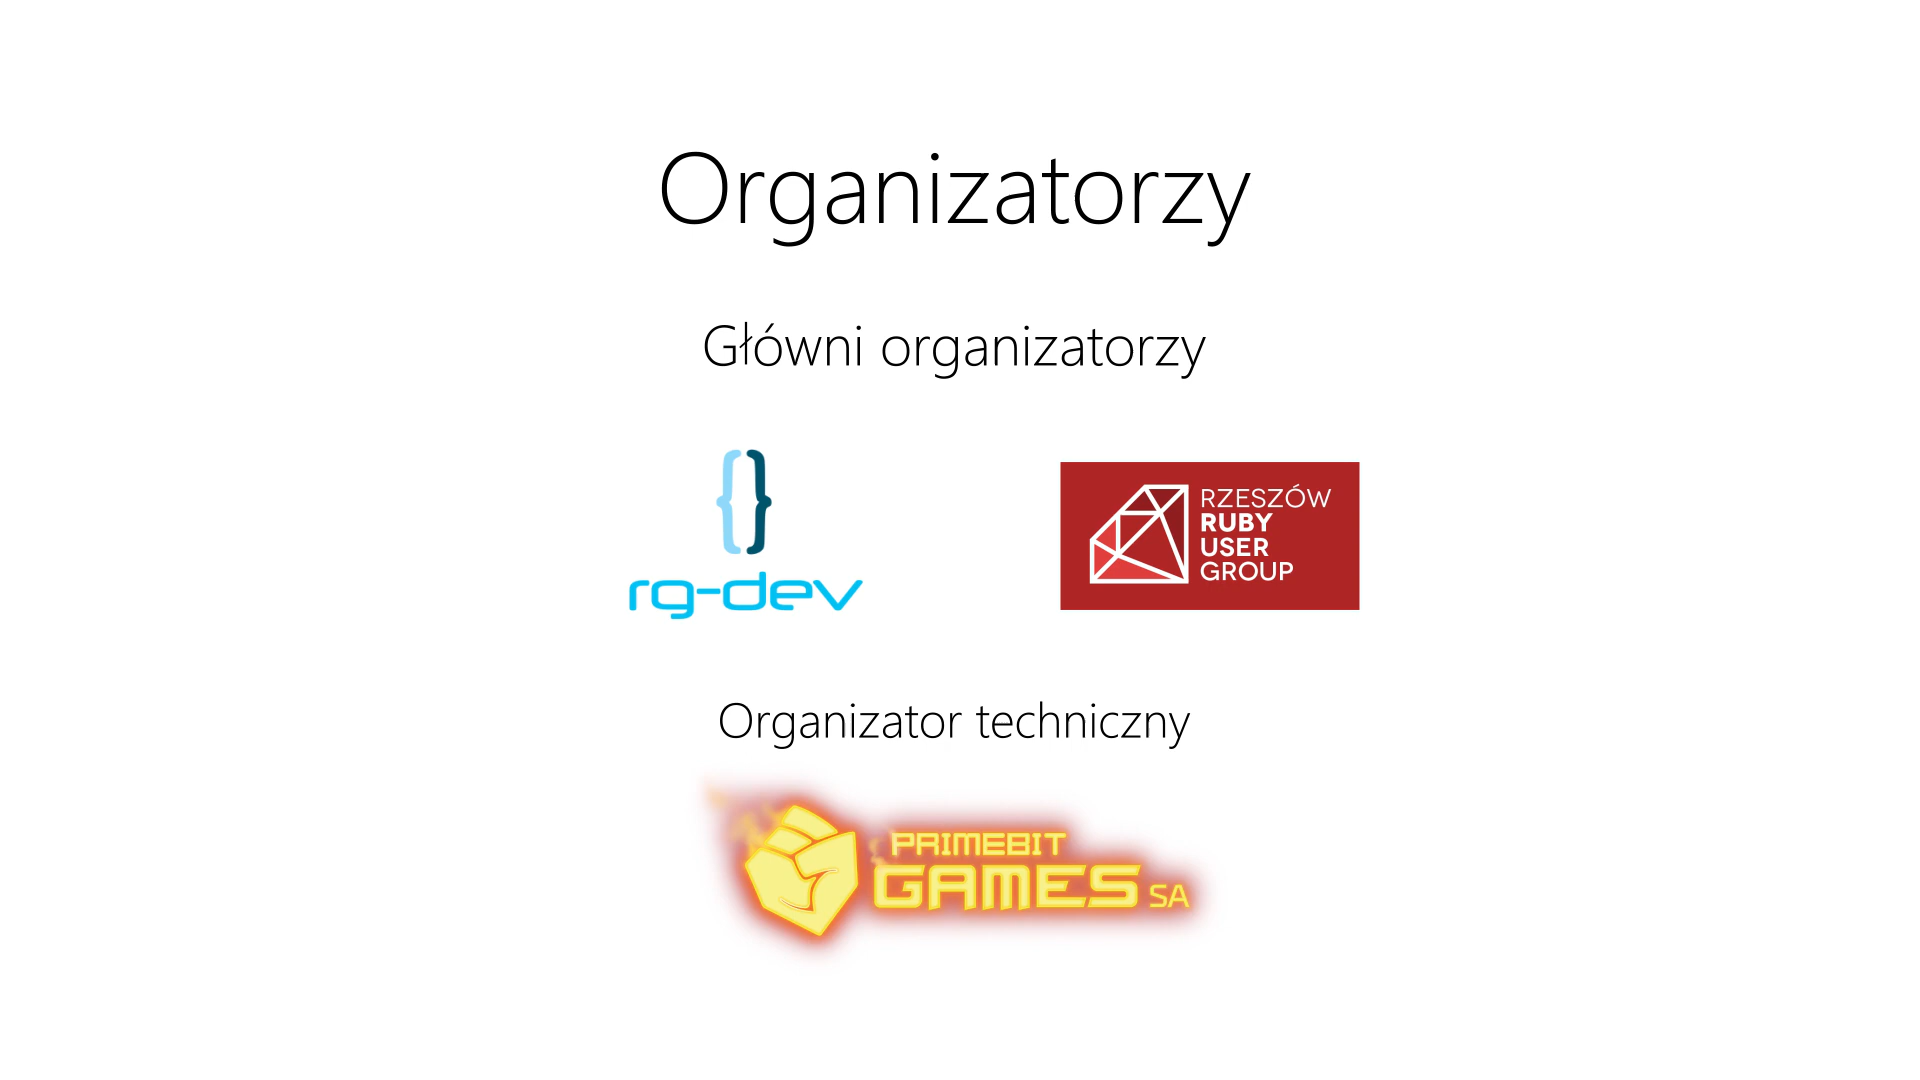 Organizatorzy
Główni organizatorzy
rg-dev
RZESZÓW
RUBY
USER
GROUP
Organizator techniczny
PRIMEBIT
GAMES SA